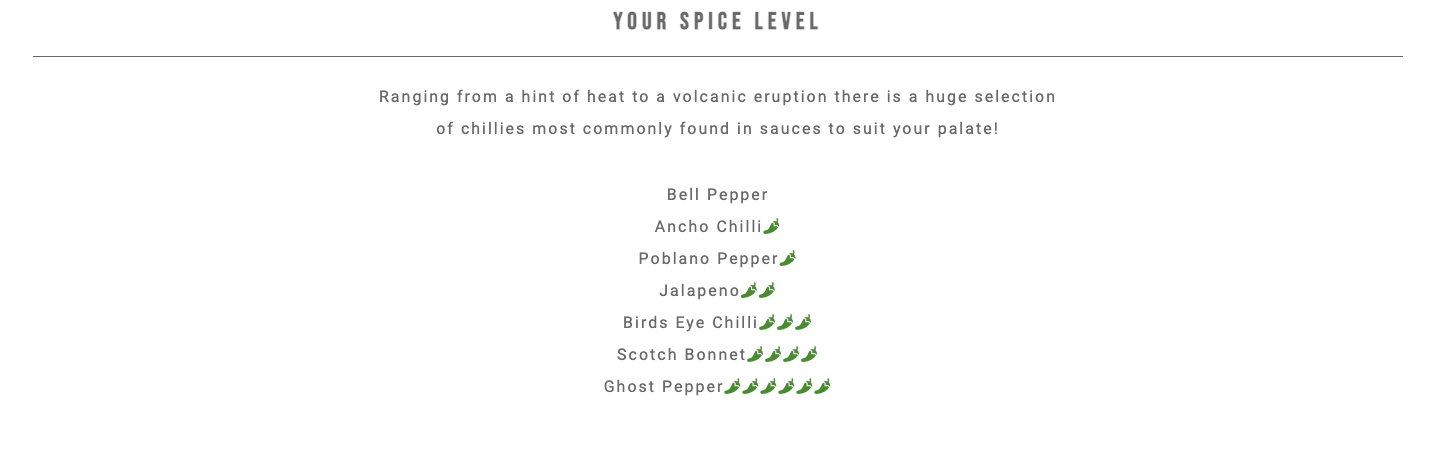 YOUR SPICE LEVEL
Ranging from a hint of heat to a volcanic eruption there is a huge selection
of chillies most commonly found in sauces to suit your palate!
Bell Pepper
Ancho Chilli
Poblano Pepper
Jalapeno
Birds Eye Chilli
Scotch Bonnet
Ghost Pepper